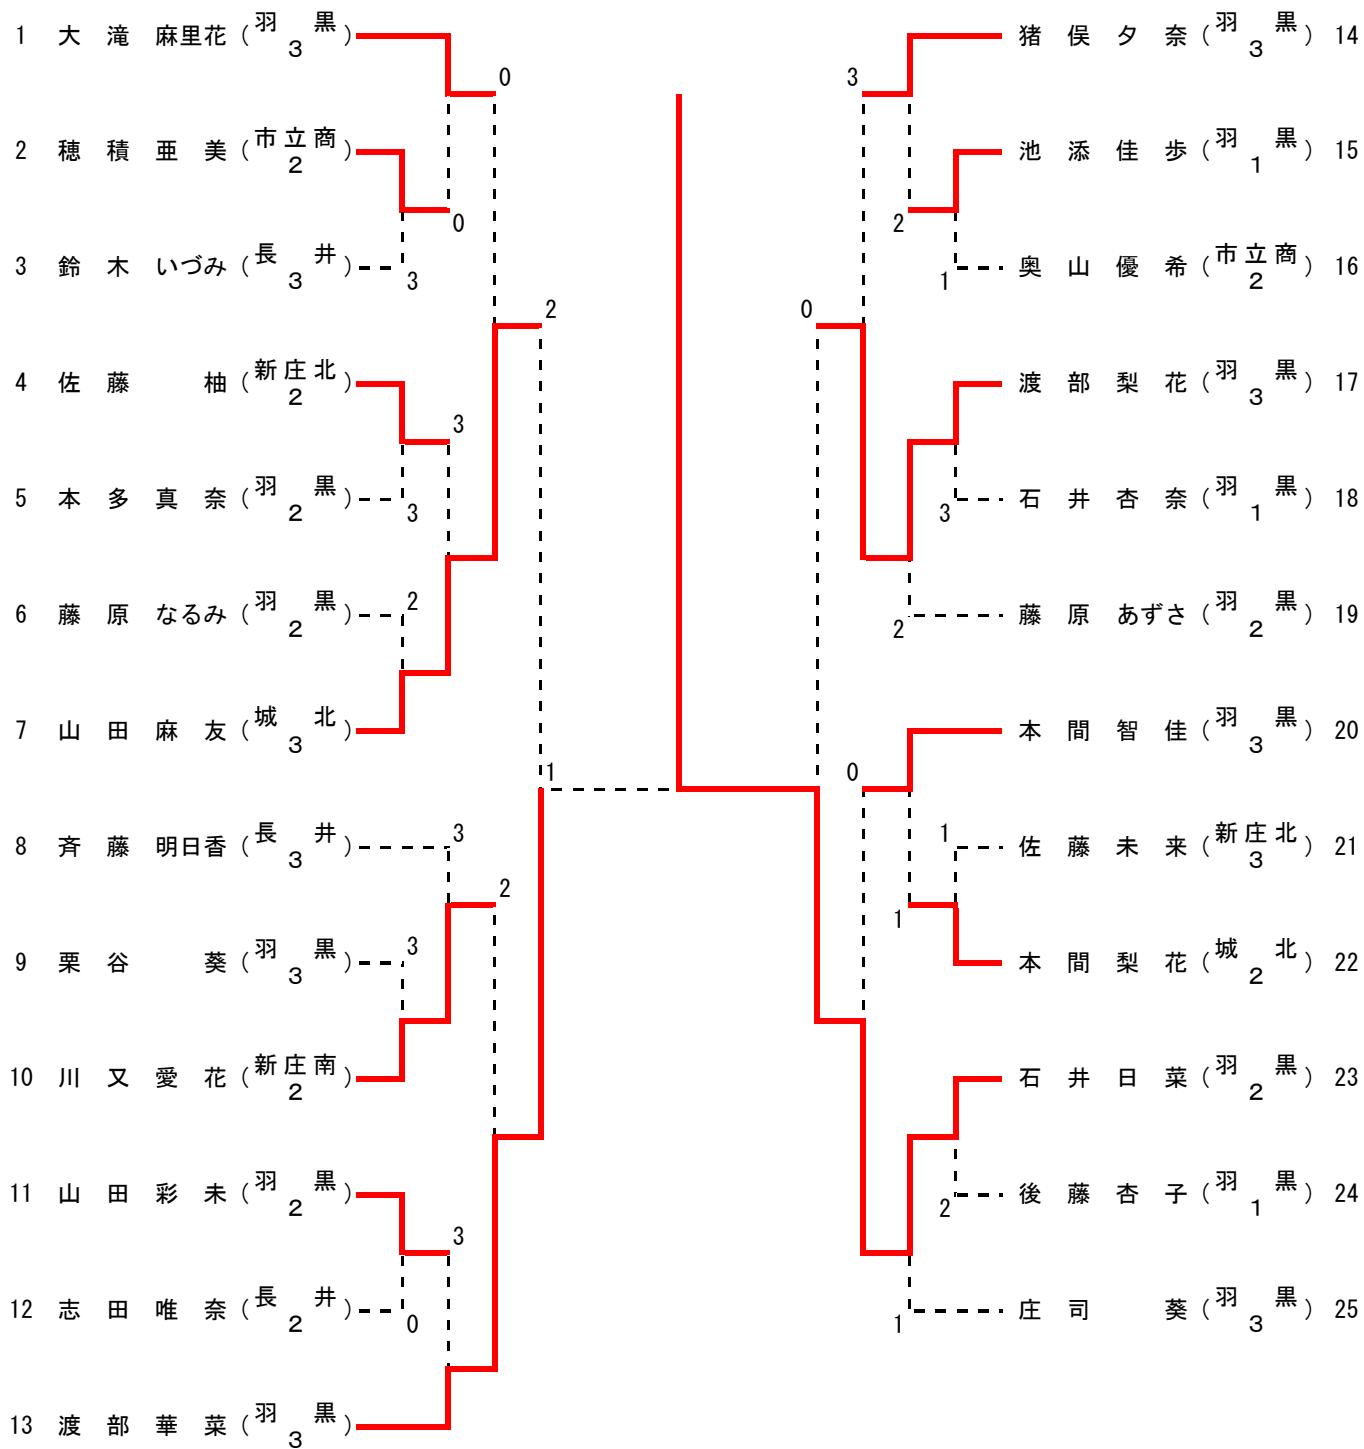 1 大滝 麻里花 (羽黒 3)
0
2 穂積 亜美 (市立商 2)
0
3 鈴木 いづみ (長井 3)
3
2
4 佐藤 柚 (新庄北 2)
3
5 本多 真奈 (羽黒 2)
3
6 藤原 なるみ (羽黒 2)
2
7 山田 麻友 (城北 3)
1
8 斉藤 明日香 (長井 3)
3
2
9 栗谷 葵 (羽黒 3)
3
10 川又 愛花 (新庄南 2)
11 山田 彩未 (羽黒 2)
3
12 志田 唯奈 (長井 2)
0
13 渡部 華菜 (羽黒 3)
猪俣 夕奈 (羽黒 3) 14
3
池添 佳歩 (羽黒 1) 15
2
奥山 優希 (市立商 2) 16
1
0
渡部 梨花 (羽黒 3) 17
石井 杏奈 (羽黒 1) 18
3
藤原 あずさ (羽黒 2) 19
2
本間 智佳 (羽黒 3) 20
0
佐藤 未来 (新庄北 3) 21
1
1
本間 梨花 (城北 2) 22
石井 日菜 (羽黒 2) 23
後藤 杏子 (羽黒 1) 24
2
庄司 葵 (羽黒 3) 25
1